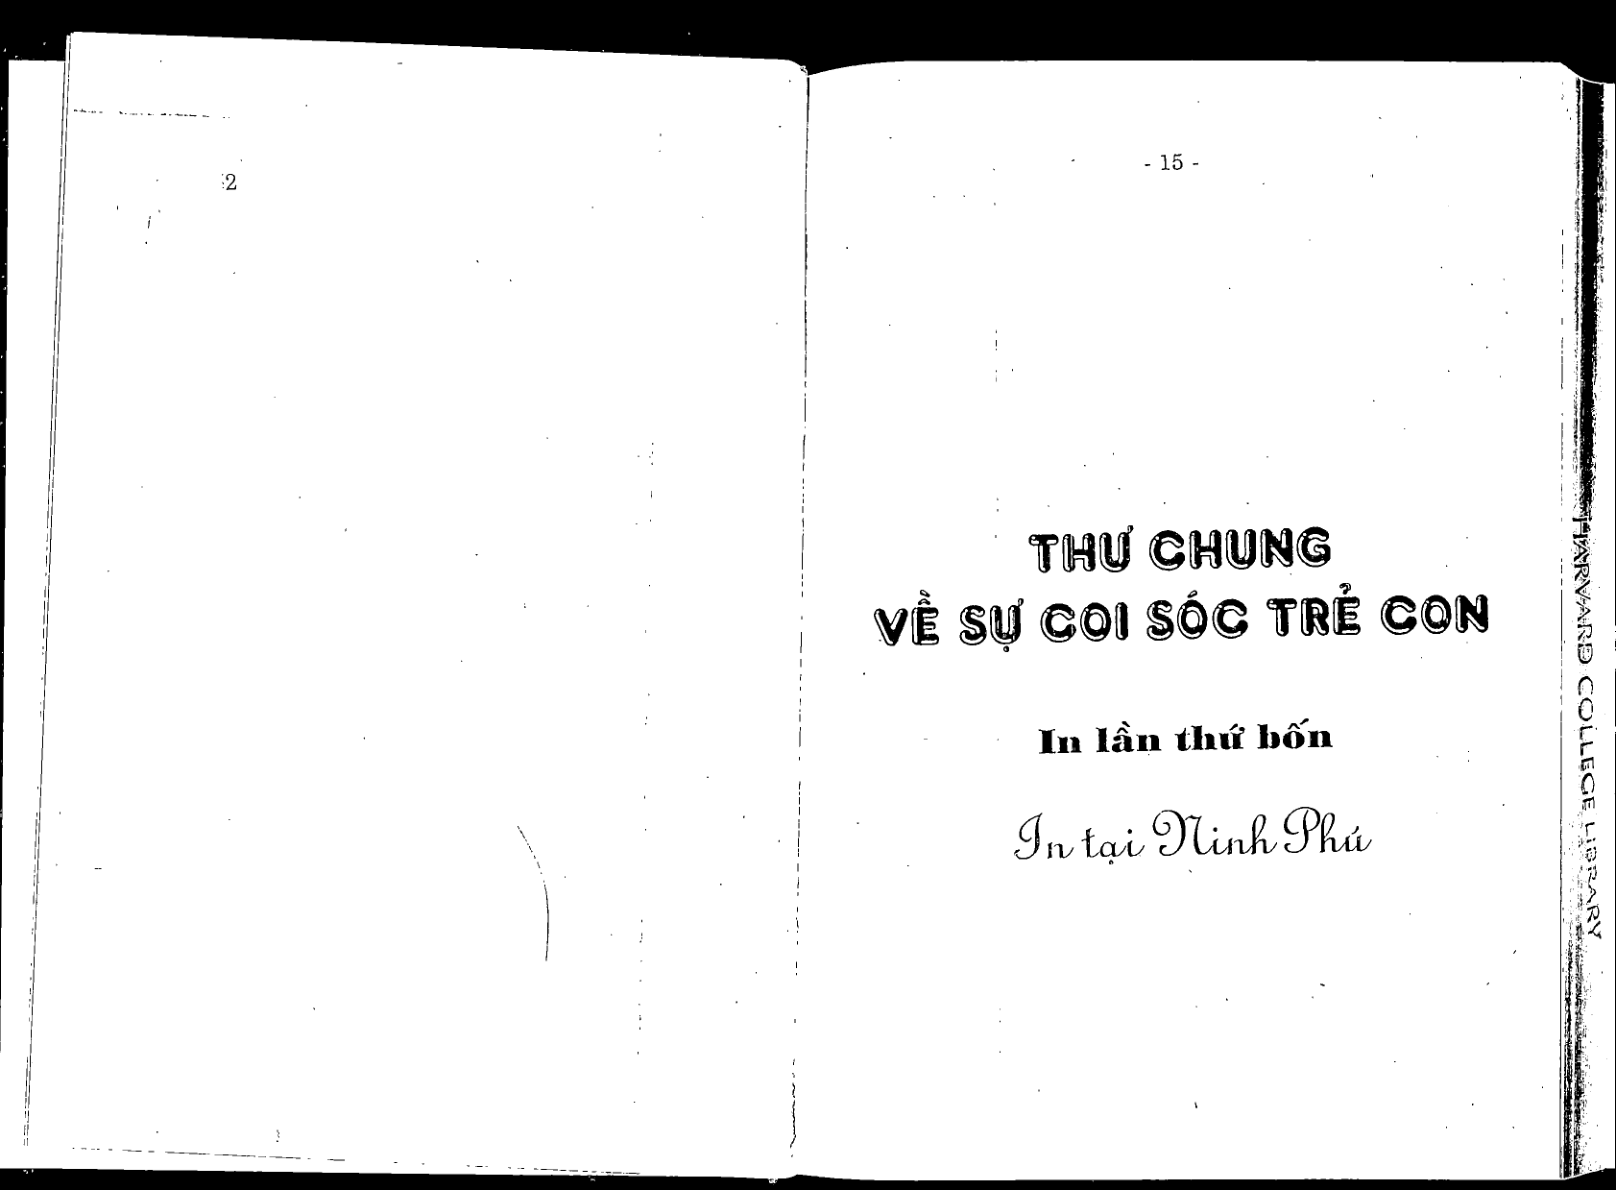 2
- 15 -
THƯ CHUNG
VỀ SỰ COI SÓC TRẺ CON
In lần thứ bốn
In tại Ninh Phú
HARVARD COLLEGE LIBRARY